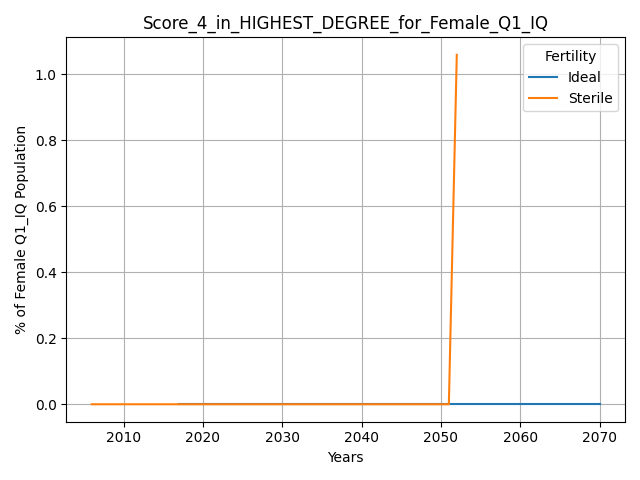 Score_4_in_HIGHEST_DEGREE_for_Female_Q1_IQ
Fertility
Ideal
Sterile
% of Female Q1_IQ Population
1.0
0.8
0.6
0.4
0.2
0.0
2010 2020 2030 2040 2050 2060 2070
Years